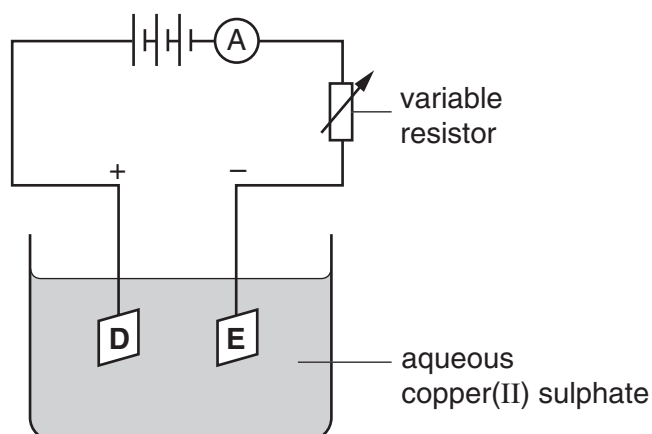 A
variable
resistor
+
–
D
E
aqueous
copper(II) sulphate